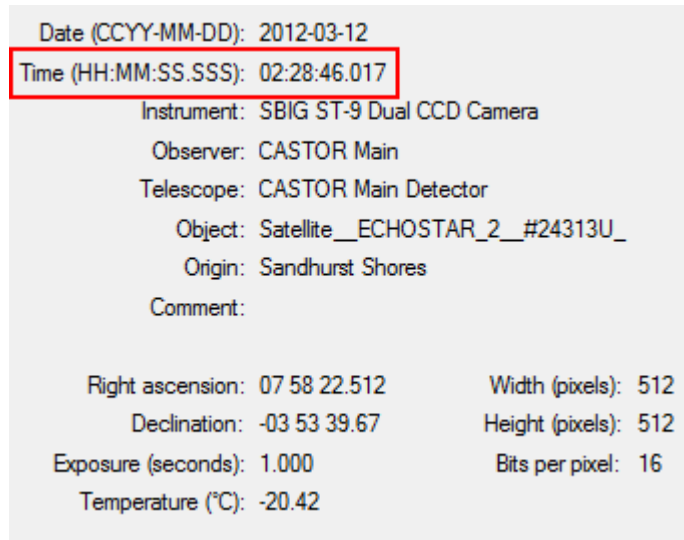 Date (CCYY-MM-DD): 2012-03-12
Time (HH:MM:SS.SSS): 02:28:46.017
Instrument: SBIG ST-9 Dual CCD Camera
Observer: CASTOR Main
Telescope: CASTOR Main Detector
Object: Satellite__ECHOSTAR_2__#24313U_
Origin: Sandhurst Shores
Comment:
Right ascension: 07 58 22.512 Width (pixels): 512
Declination: -03 53 39.67 Height (pixels): 512
Exposure (seconds): 1.000 Bits per pixel: 16
Temperature (°C): -20.42